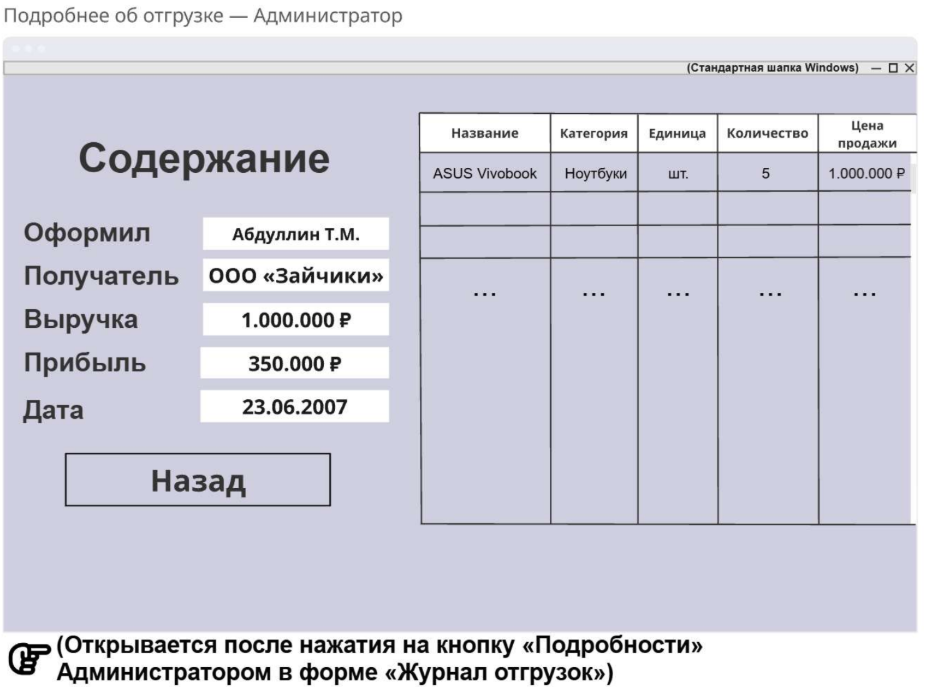 Подробнее об отгрузке — Администратор
(Стандартная шапка Windows)
Содержание
Оформил Абдуллин Т.М.
Получатель ООО «Зайчики»
Выручка 1.000.000 ₽
Прибыль 350.000 ₽
Дата 23.06.2007
Назад
Название Категория Единица Количество Цена продажи
ASUS Vivobook Ноутбуки шт. 5 1.000.000 ₽
... ... ... ... ...
(Открывается после нажатия на кнопку «Подробности»
Администратором в форме «Журнал отгрузок»)